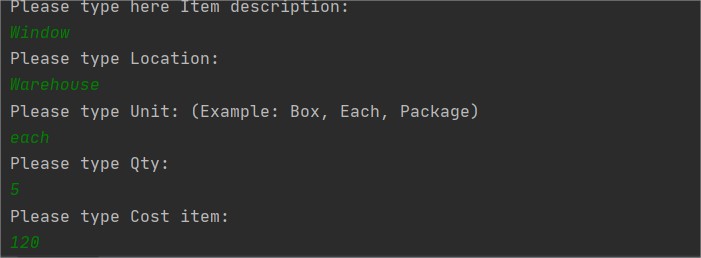 Please type here Item description:
Window
Please type Location:
Warehouse
Please type Unit: (Example: Box, Each, Package)
each
Please type Qty:
5
Please type Cost item:
120